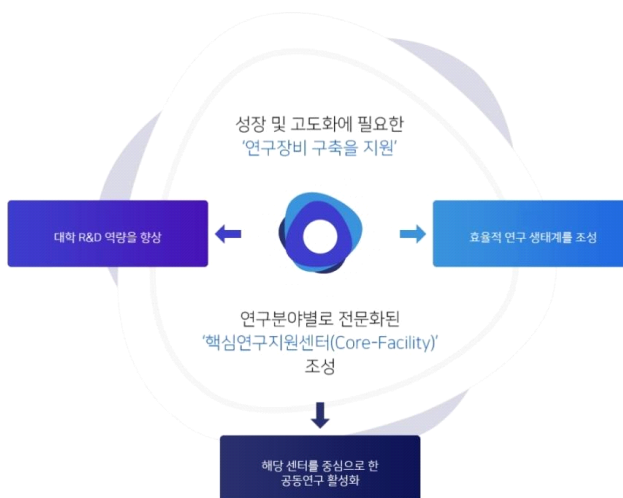 성장 및 고도화에 필요한
'연구장비 구축을 지원'
대학 R&D 역량을 향상
효율적 연구 생태계를 조성
연구분야별로 전문화된
'핵심연구지원센터(Core-Facility)'
조성
해당 센터를 중심으로 한
공동연구 활성화